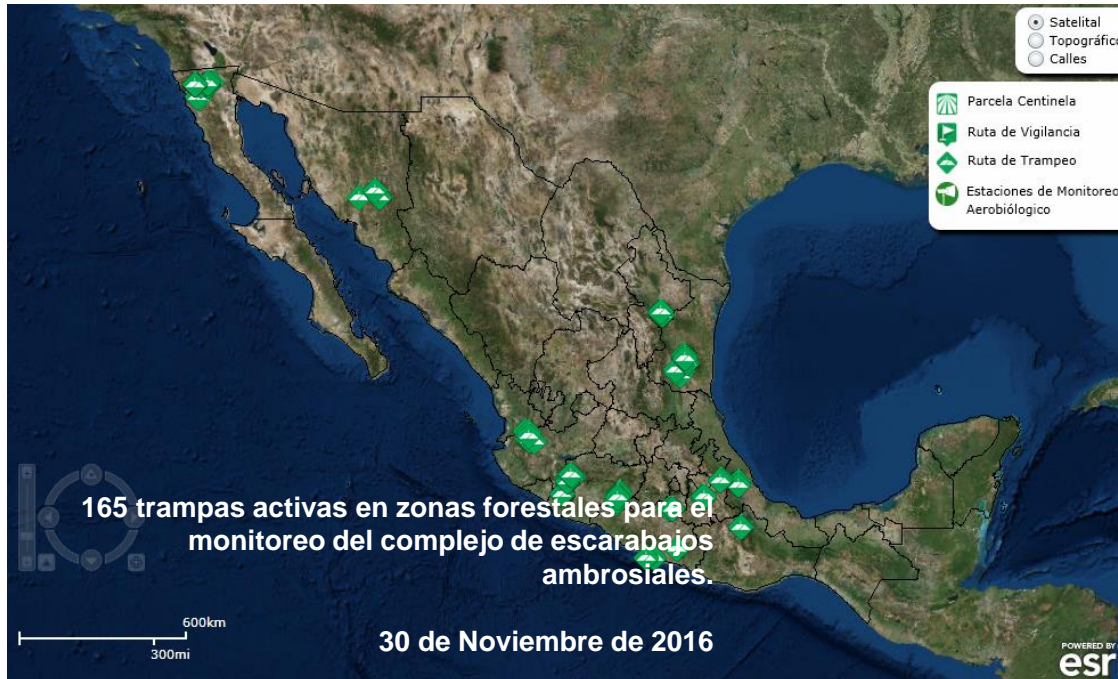 Satelital
Topográfico
Calles
Parcela Centinela
Ruta de Vigilancia
Ruta de Trampeo
Estaciones de Monitoreo
Aerobiólogico
165 trampas activas en zonas forestales para el
monitoreo del complejo de escarabajos
ambrosiales.
30 de Noviembre de 2016
600km
300mi
POWERED BY
esri